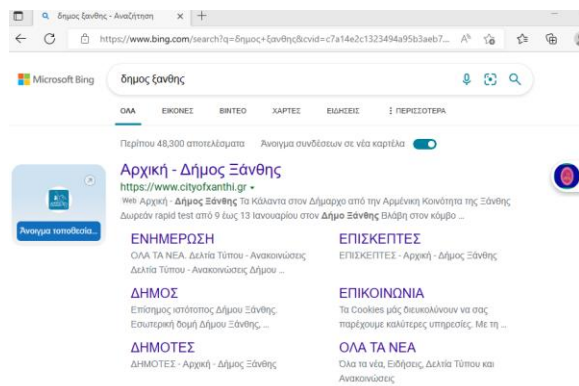 δημος ξανθης - Αναζήτηση
https://www.bing.com/search?q=δημος+ξανθης&cvid=c7a14e2c1323494a95b3aeb7...
Microsoft Bing
δημος ξανθης
ΟΛΑ ΕΙΚΟΝΕΣ ΒΙΝΤΕΟ ΧΑΡΤΕΣ ΕΙΔΗΣΕΙΣ ΠΕΡΙΣΣΟΤΕΡΑ
Περίπου 48,300 αποτελέσματα Άνοιγμα συνδέσεων σε νέα καρτέλα
Αρχική - Δήμος Ξάνθης
https://www.cityofxanthi.gr
Web Αρχική - Δήμος Ξάνθης Τα Κάλαντα στον Δήμαρχο από την Αρμένικη Κοινότητα της Ξάνθης
Δωρεάν rapid test από 9 έως 13 Ιανουαρίου στον Δήμο Ξάνθης Βλάβη στον κόμβο ...
Άνοιγμα τοποθεσία...
ΕΝΗΜΕΡΩΣΗ
ΟΛΑ ΤΑ ΝΕΑ. Δελτία Τύπου - Ανακοινώσεις
Δελτία Τύπου - Ανακοινώσεις Δήμου ...
ΕΠΙΣΚΕΠΤΕΣ
ΕΠΙΣΚΕΠΤΕΣ - Αρχική - Δήμος Ξάνθης
ΔΗΜΟΣ
Επίσημος ιστότοπος Δήμου Ξάνθης.
Εσωτερική δομή Δήμου Ξάνθης, ...
ΕΠΙΚΟΙΝΩΝΙΑ
Τα Cookies μάς διευκολύνουν να σας
παρέχουμε καλύτερες υπηρεσίες. Με τη ...
ΔΗΜΟΤΕΣ
ΔΗΜΟΤΕΣ - Αρχική - Δήμος Ξάνθης
ΟΛΑ ΤΑ ΝΕΑ
Όλα τα νέα, Ειδήσεις, Δελτία Τύπου και
Ανακοινώσεις